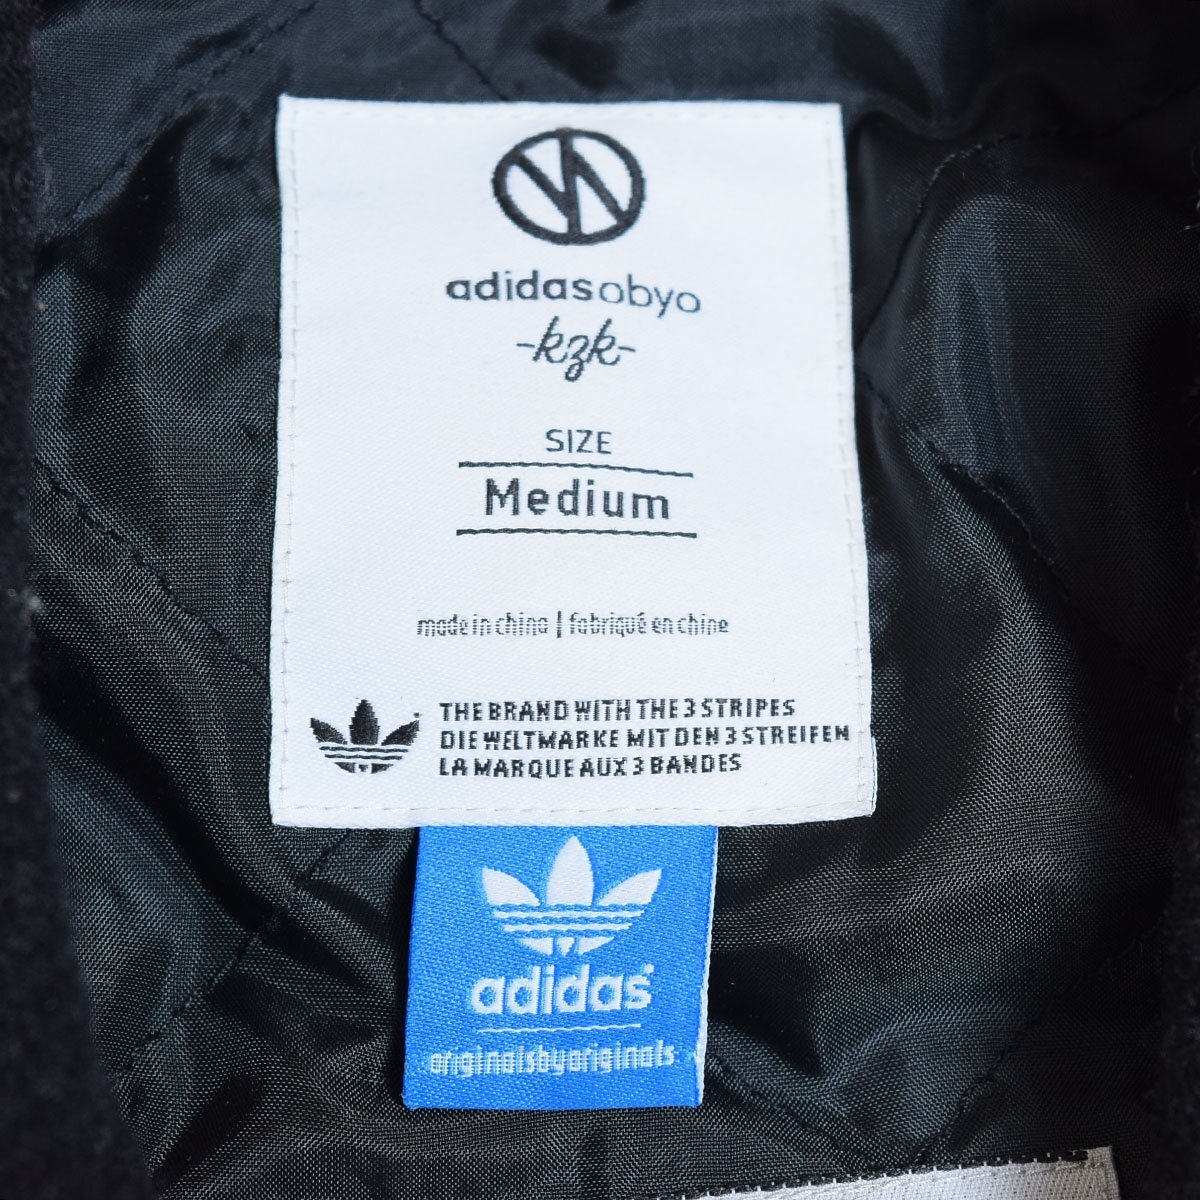 adidasobyo
-kzk-
SIZE
Medium
made in china | fabriqué en chine
THE BRAND WITH THE 3 STRIPES
DIE WELTMARKE MIT DEN 3 STREIFEN
LA MARQUE AUX 3 BANDES
adidas
originalsbyoriginals